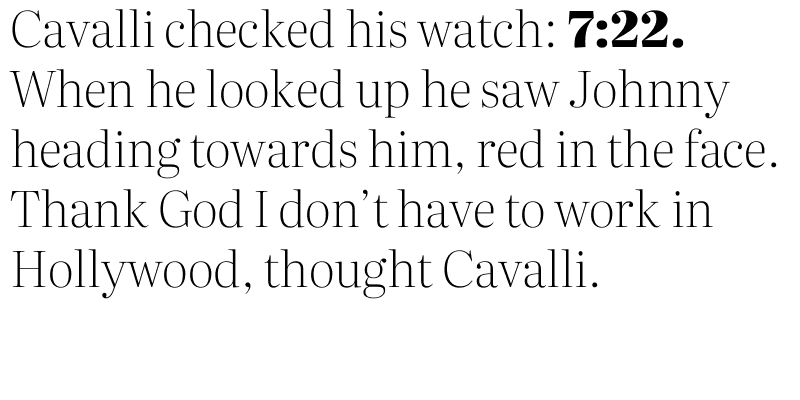 Cavalli checked his watch: 7:22.
When he looked up he saw Johnny
heading towards him, red in the face.
Thank God I don’t have to work in
Hollywood, thought Cavalli.